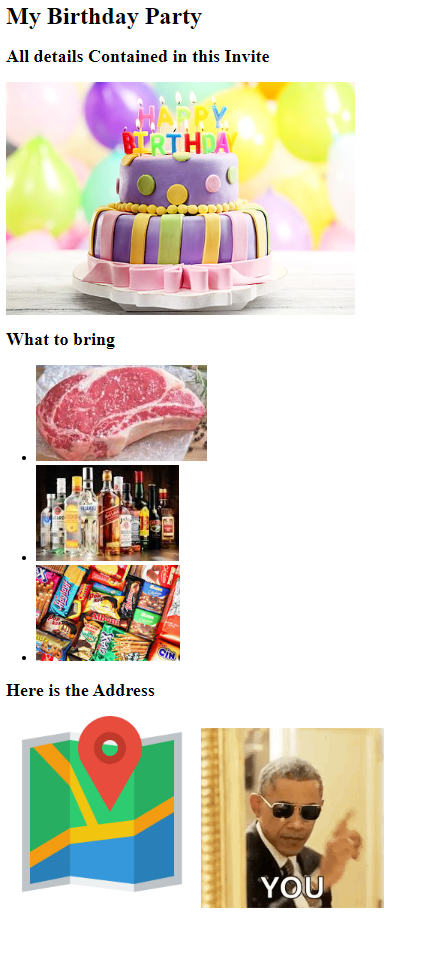 My Birthday Party
All details Contained in this Invite
HAPPY
BIRTHDAY
What to bring
Here is the Address
YOU